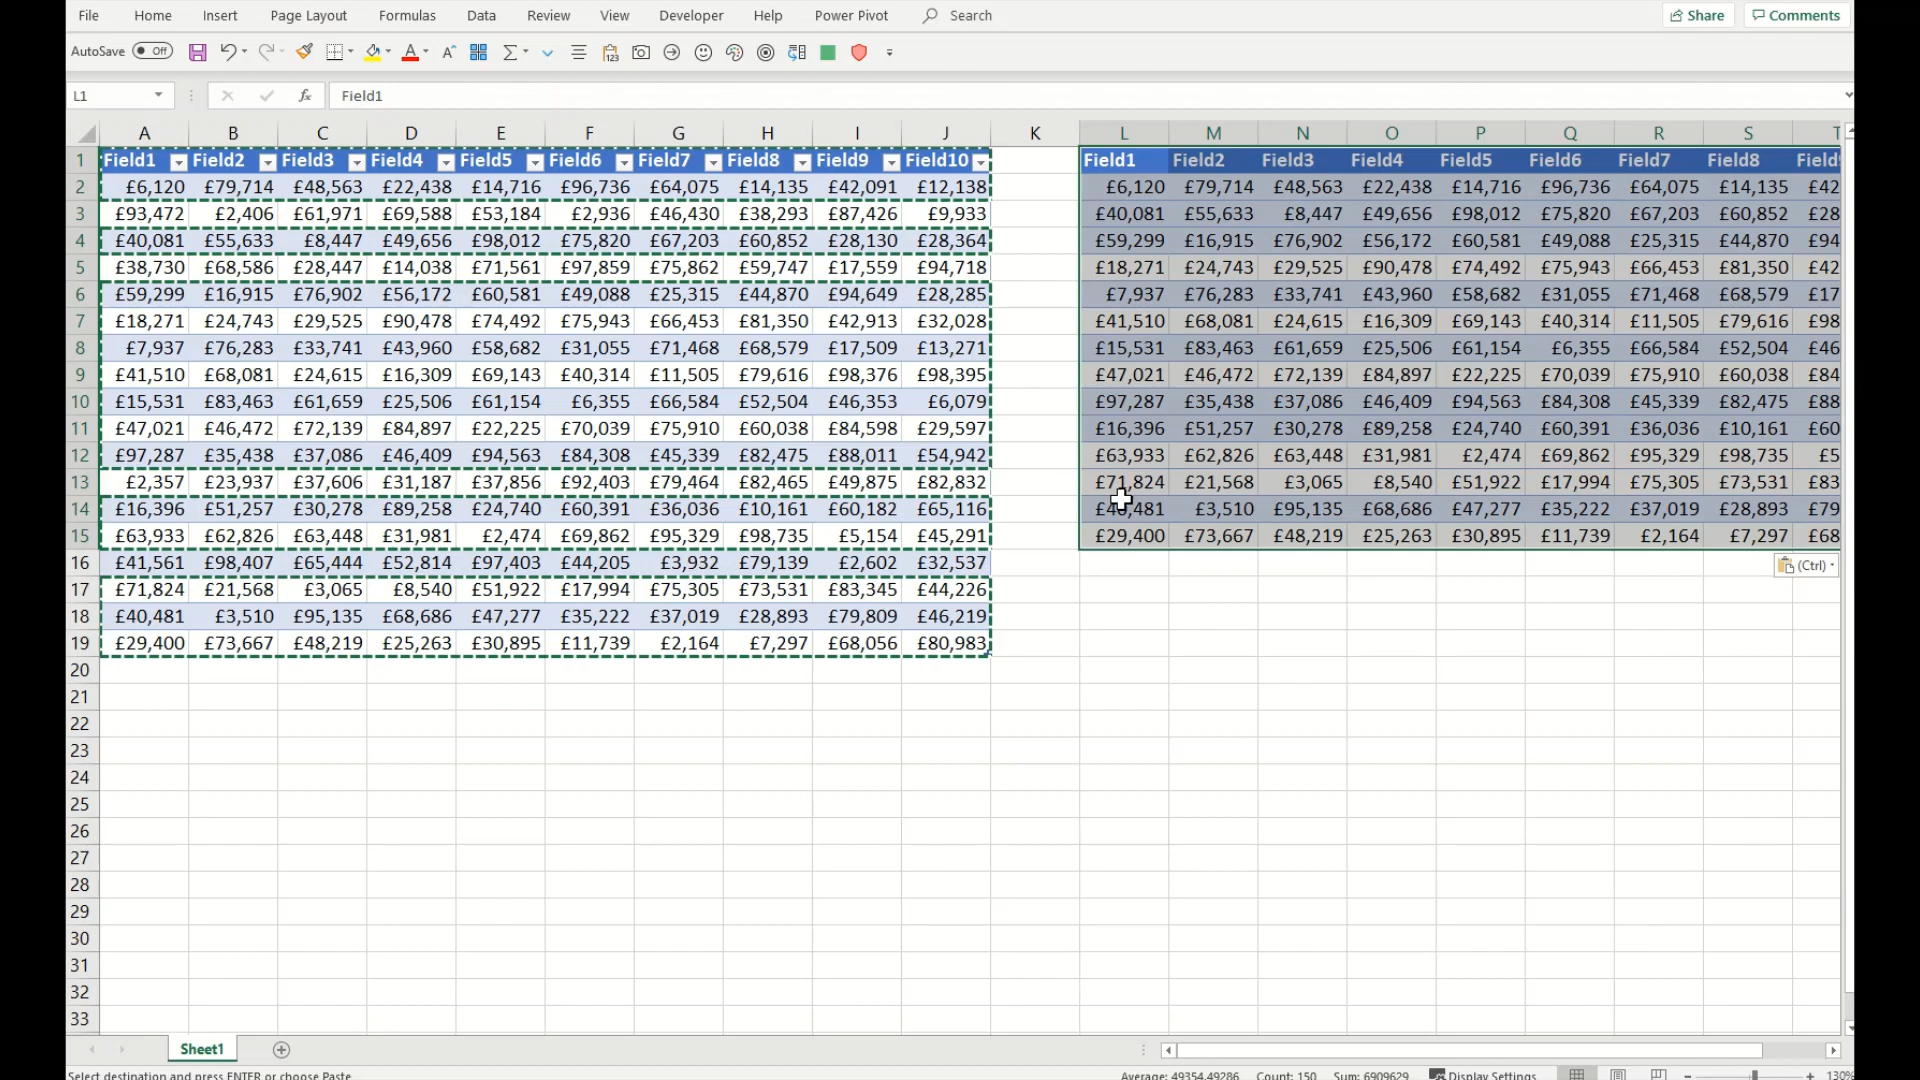 File Home Insert Page Layout Formulas Data Review View Developer Help Power Pivot Search Share Comments
AutoSave Off
L1 Field1
A B C D E F G H I J K L M N O P Q R S T
1 Field1 Field2 Field3 Field4 Field5 Field6 Field7 Field8 Field9 Field10 Field1 Field2 Field3 Field4 Field5 Field6 Field7 Field8 Field
2 £6,120 £79,714 £48,563 £22,438 £14,716 £96,736 £64,075 £14,135 £42,091 £12,138 £6,120 £79,714 £48,563 £22,438 £14,716 £96,736 £64,075 £14,135 £42
3 £93,472 £2,406 £61,971 £69,588 £53,184 £2,936 £46,430 £38,293 £87,426 £9,933 £40,081 £55,633 £8,447 £49,656 £98,012 £75,820 £67,203 £60,852 £28
4 £40,081 £55,633 £8,447 £49,656 £98,012 £75,820 £67,203 £60,852 £28,130 £28,364 £59,299 £16,915 £76,902 £56,172 £60,581 £49,088 £25,315 £44,870 £94
5 £38,730 £68,586 £28,447 £14,038 £71,561 £97,859 £75,862 £59,747 £17,559 £94,718 £18,271 £24,743 £29,525 £90,478 £74,492 £75,943 £66,453 £81,350 £42
6 £59,299 £16,915 £76,902 £56,172 £60,581 £49,088 £25,315 £44,870 £94,649 £28,285 £7,937 £76,283 £33,741 £43,960 £58,682 £31,055 £71,468 £68,579 £17
7 £18,271 £24,743 £29,525 £90,478 £74,492 £75,943 £66,453 £81,350 £42,913 £32,028 £41,510 £68,081 £24,615 £16,309 £69,143 £40,314 £11,505 £79,616 £98
8 £7,937 £76,283 £33,741 £43,960 £58,682 £31,055 £71,468 £68,579 £17,509 £13,271 £15,531 £83,463 £61,659 £25,506 £61,154 £6,355 £66,584 £52,504 £46
9 £41,510 £68,081 £24,615 £16,309 £69,143 £40,314 £11,505 £79,616 £98,376 £98,395 £47,021 £46,472 £72,139 £84,897 £22,225 £70,039 £75,910 £60,038 £84
10 £15,531 £83,463 £61,659 £25,506 £61,154 £6,355 £66,584 £52,504 £46,353 £6,079 £97,287 £35,438 £37,086 £46,409 £94,563 £84,308 £45,339 £82,475 £88
11 £47,021 £46,472 £72,139 £84,897 £22,225 £70,039 £75,910 £60,038 £84,598 £29,597 £16,396 £51,257 £30,278 £89,258 £24,740 £60,391 £36,036 £10,161 £60
12 £97,287 £35,438 £37,086 £46,409 £94,563 £84,308 £45,339 £82,475 £88,011 £54,942 £63,933 £62,826 £63,448 £31,981 £2,474 £69,862 £95,329 £98,735 £5
13 £2,357 £23,937 £37,606 £31,187 £37,856 £92,403 £79,464 £82,465 £49,875 £82,832 £71,824 £21,568 £3,065 £8,540 £51,922 £17,994 £75,305 £73,531 £83
14 £16,396 £51,257 £30,278 £89,258 £24,740 £60,391 £36,036 £10,161 £60,182 £65,116 £40,481 £3,510 £95,135 £68,686 £47,277 £35,222 £37,019 £28,893 £79
15 £63,933 £62,826 £63,448 £31,981 £2,474 £69,862 £95,329 £98,735 £5,154 £45,291 £29,400 £73,667 £48,219 £25,263 £30,895 £11,739 £2,164 £7,297 £68
16 £41,561 £98,407 £65,444 £52,814 £97,403 £44,205 £3,932 £79,139 £2,602 £32,537 (Ctrl)
17 £71,824 £21,568 £3,065 £8,540 £51,922 £17,994 £75,305 £73,531 £83,345 £44,226
18 £40,481 £3,510 £95,135 £68,686 £47,277 £35,222 £37,019 £28,893 £79,809 £46,219
19 £29,400 £73,667 £48,219 £25,263 £30,895 £11,739 £2,164 £7,297 £68,056 £80,983
20
21
22
23
24
25
26
27
28
29
30
31
32
33
Sheet1
Select destination and press ENTER or choose Paste Average: 49354.49286 Count: 150 Sum: 6909629 Display Settings 130%